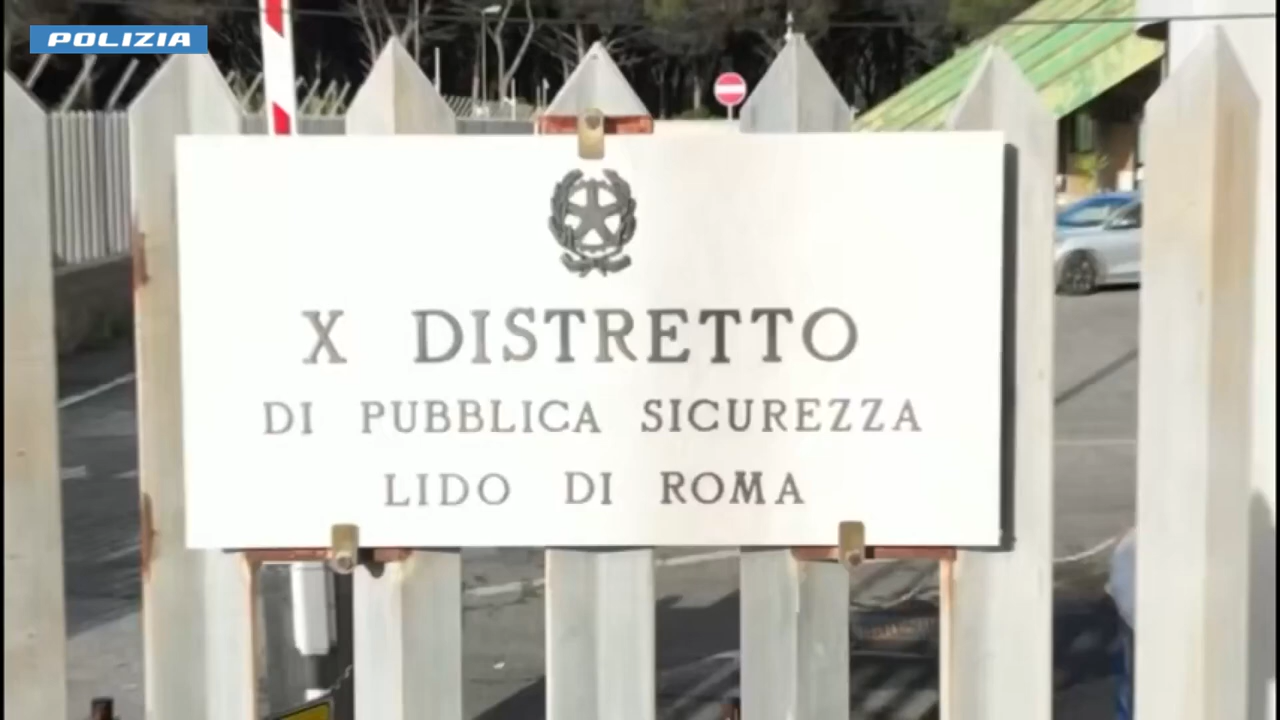 POLIZIA
X DISTRETTO
DI PUBBLICA SICUREZZA
LIDO DI ROMA